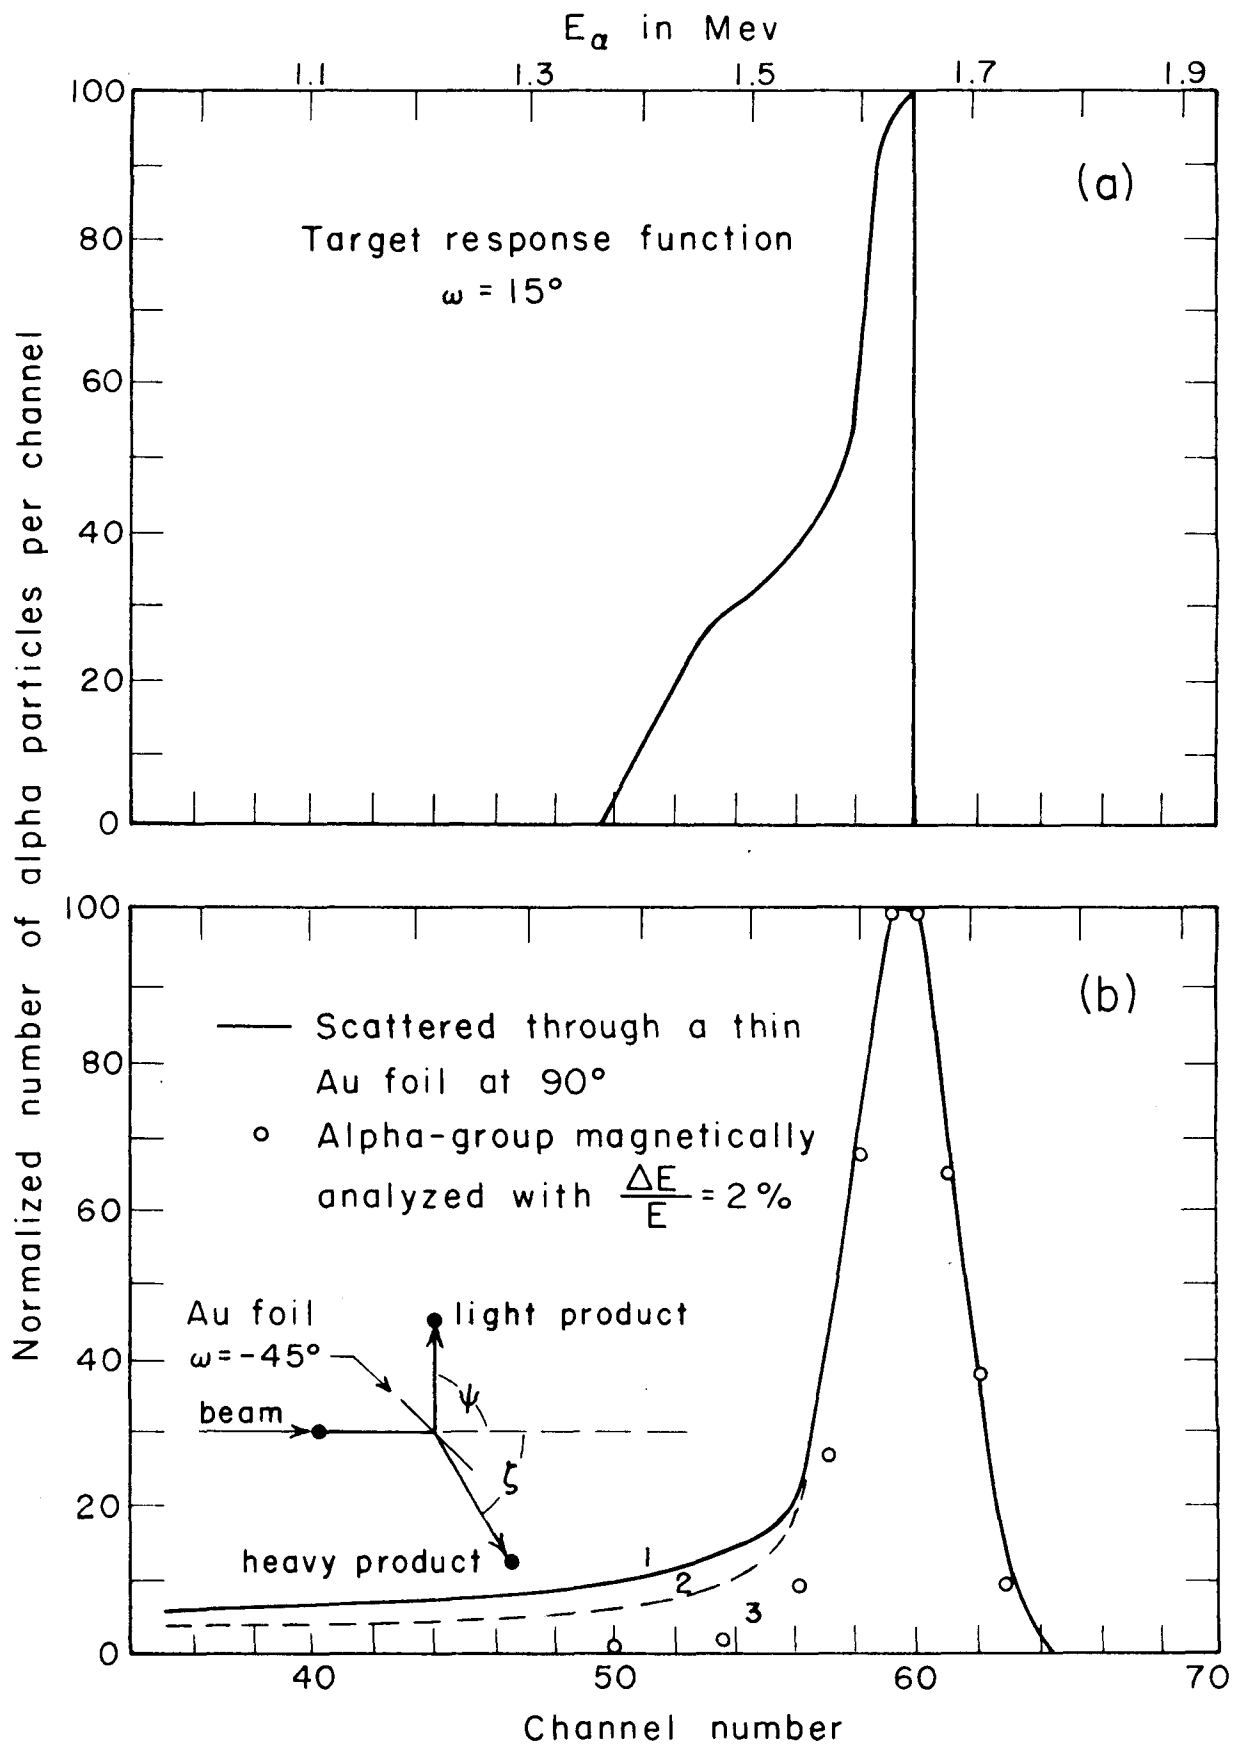 Eα in Mev
1.1 1.3 1.5 1.7 1.9
100
80
60
40
20
0
(a)
Target response function
ω = 15°
Normalized number of alpha particles per channel
100
80
60
40
20
0
(b)
Scattered through a thin
Au foil at 90°
Alpha-group magnetically
analyzed with ΔE/E = 2%
Au foil
ω=-45°
light product
beam
ψ
ζ
heavy product
1
2
3
40 50 60 70
Channel number